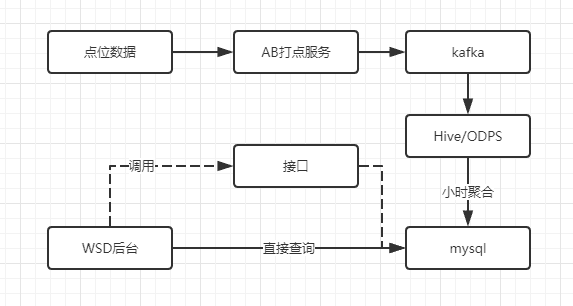 点位数据
AB打点服务
kafka
Hive/ODPS
调用
接口
小时聚合
WSD后台
直接查询
mysql